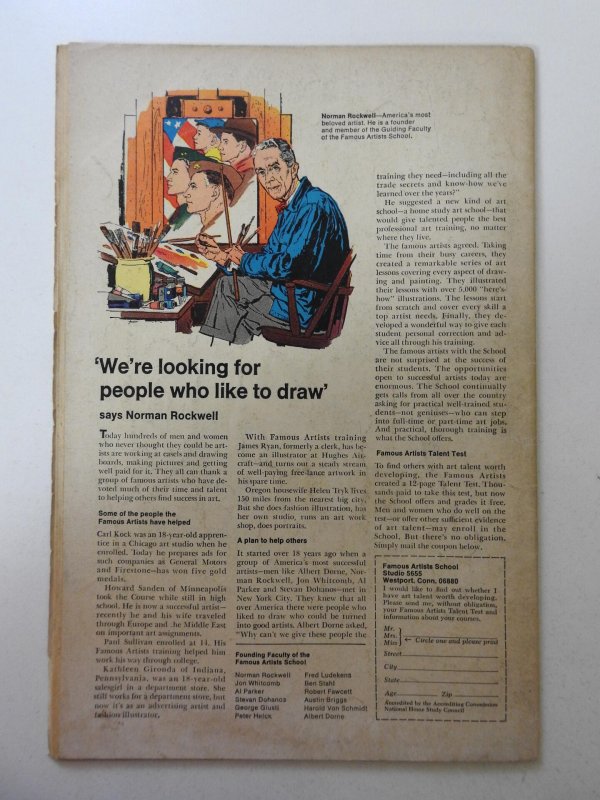 Norman Rockwell—America's most
beloved artist. He is a founder
and member of the Guiding Faculty
of the Famous Artists School.
'We're looking for
people who like to draw'
says Norman Rockwell
Today hundreds of men and women
who never thought they could be art-
ists are working at easels and drawing
boards, making pictures and getting
well paid for it. They all can thank a
group of famous artists who have de-
voted much of their time and talent
to helping others find success in art.
Some of the people the
Famous Artists have helped
Carl Kock was an 18-year-old appren-
tice in a Chicago art studio when he
enrolled. Today he prepares ads for
such companies as General Motors
and Firestone—has won five gold
medals.
Howard Sanden of Minneapolis
took the Course while still in high
school. He is now a successful artist—
recently he and his wife traveled
through Europe and the Middle East
on important art assignments.
Paul Sullivan enrolled at 14. His
Famous Artists training helped him
work his way through college.
Kathleen Gironda of Indiana,
Pennsylvania, was an 18-year-old
salesgirl in a department store. She
still works for a department store, but
now it's as an advertising artist and
fashion illustrator.
With Famous Artists training
James Ryan, formerly a clerk, has be-
come an illustrator at Hughes Air-
craft—and turns out a steady stream
of well-paying free-lance artwork in
his spare time.
Oregon housewife Helen Tryk lives
150 miles from the nearest big city.
But she does fashion illustration, has
her own studio, runs an art work
shop, does portraits.
A plan to help others
It started over 18 years ago when a
group of America's most successful
artists—men like Albert Dorne, Nor-
man Rockwell, Jon Whitcomb, Al
Parker and Stevan Dohanos—met in
New York City. They knew that all
over America there were people who
liked to draw who could be turned
into good artists. Albert Dorne asked,
"Why can't we give these people the
Founding Faculty of the
Famous Artists School
Norman Rockwell
Jon Whitcomb
Al Parker
Stevan Dohanos
George Giusti
Peter Helck
Fred Ludekens
Ben Stahl
Robert Fawcett
Austin Briggs
Harold Von Schmidt
Albert Dorne
training they need—including all the
trade secrets and know-how we've
learned over the years?"
He suggested a new kind of art
school—a home study art school—that
would give talented people the best
professional art training, no matter
where they live.
The famous artists agreed. Taking
time from their busy careers, they
created a remarkable series of art
lessons covering every aspect of draw-
ing and painting. They illustrated
their lessons with over 5,000 "here's-
how" illustrations. The lessons start
from scratch and cover every skill a
top artist needs. Finally, they de-
veloped a wonderful way to give each
student personal correction and ad-
vice all through his training.
The famous artists with the School
are not surprised at the success of
their students. The opportunities
open to successful artists today are
enormous. The School continually
gets calls from all over the country
asking for practical well-trained stu-
dents—not geniuses—who can step
into full-time or part-time art jobs.
And practical, thorough training is
what the School offers.
Famous Artists Talent Test
To find others with art talent worth
developing, the Famous Artists
created a 12-page Talent Test. Thou-
sands paid to take this test, but now
the School offers and grades it free.
Men and women who do well on the
test—or offer other sufficient evidence
of art talent—may enroll in the
School. But there's no obligation.
Simply mail the coupon below.
Famous Artists School
Studio 5655
Westport, Conn. 06880
I would like to find out whether I
have art talent worth developing.
Please send me, without obligation,
your Famous Artists Talent Test and
information about your courses.
Mr.
Mrs.
Miss
Circle one and please print
Street
City
State
Age Zip
Accredited by the Accrediting Commission
National Home Study Council